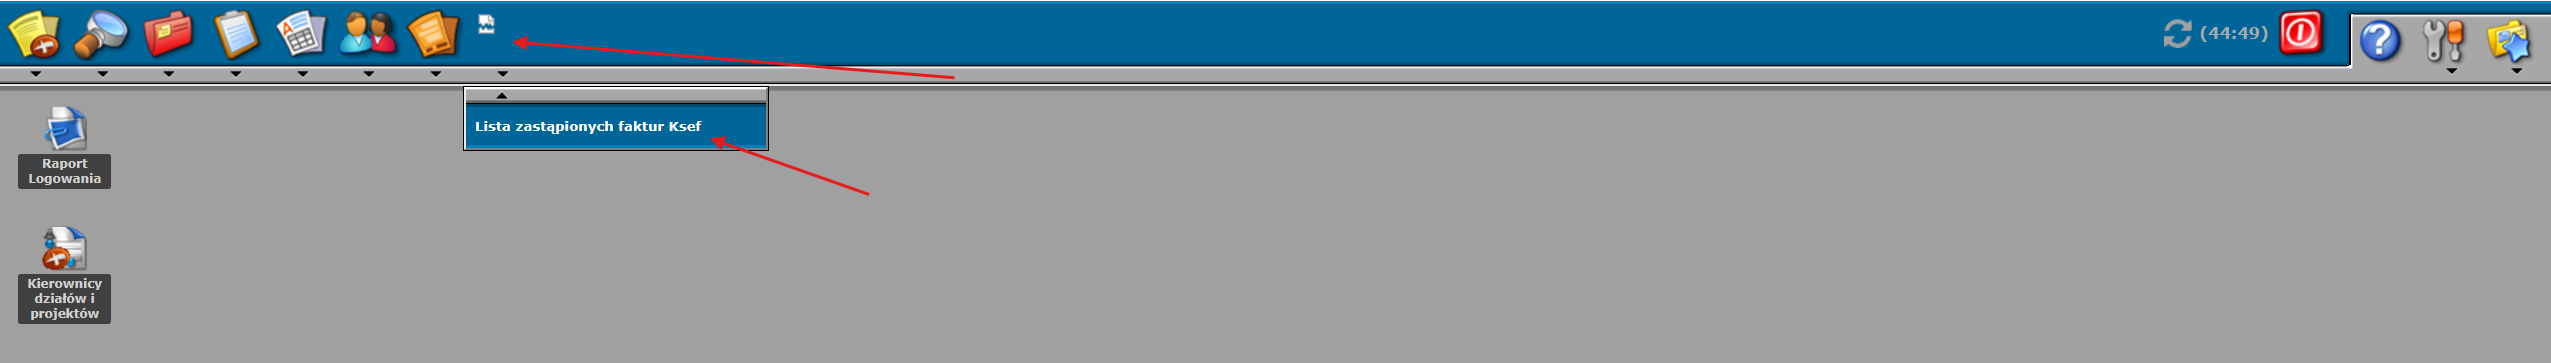 (44:49)
Lista zastąpionych faktur Ksef
Raport
Logowania
Kierownicy
działów i
projektów